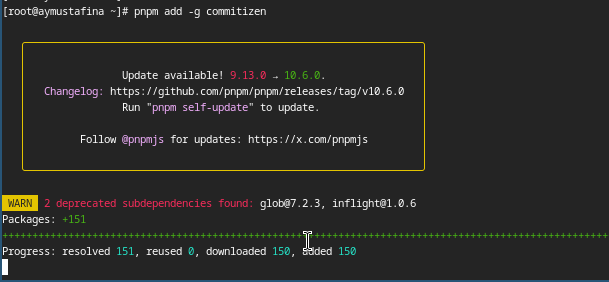 [root@aymustafina ~]# pnpm add -g commitizen
Update available! 9.13.0 → 10.6.0.
Changelog: https://github.com/pnpm/pnpm/releases/tag/v10.6.0
Run "pnpm self-update" to update.
Follow @pnpmjs for updates: https://x.com/pnpmjs
WARN 2 deprecated subdependencies found: glob@7.2.3, inflight@1.0.6
Packages: +151
+++++++++++++++++++++++++++++++++++++++++++++++++++++++++++++++++++++++++++++++++++++++++++++++++++++
Progress: resolved 151, reused 0, downloaded 150, added 150